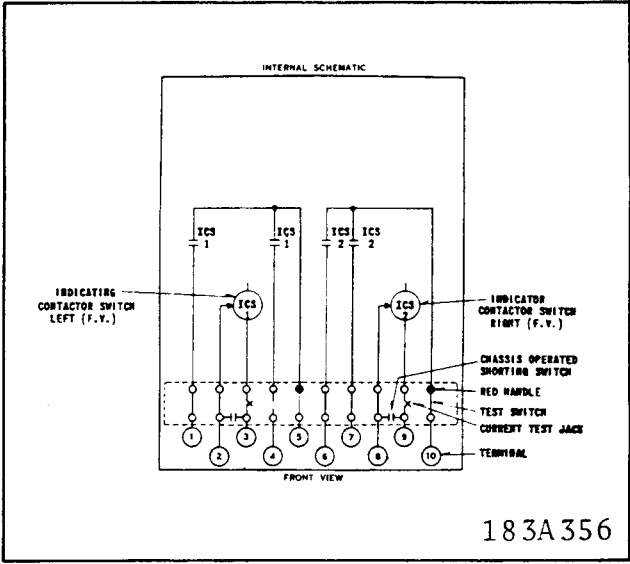 INTERNAL SCHEMATIC
ICS
1
ICS
1
ICS
2
ICS
2
INDICATING
CONTACTOR SWITCH
LEFT (F.V.)
ICS
1
ICS
2
INDICATOR
CONTACTOR SWITCH
RIGHT (F.V.)
CHASSIS OPERATED
SHORTING SWITCH
RED HANDLE
TEST SWITCH
CURRENT TEST JACK
TERMINAL
1
2
3
4
5
6
7
8
9
10
FRONT VIEW
183A356